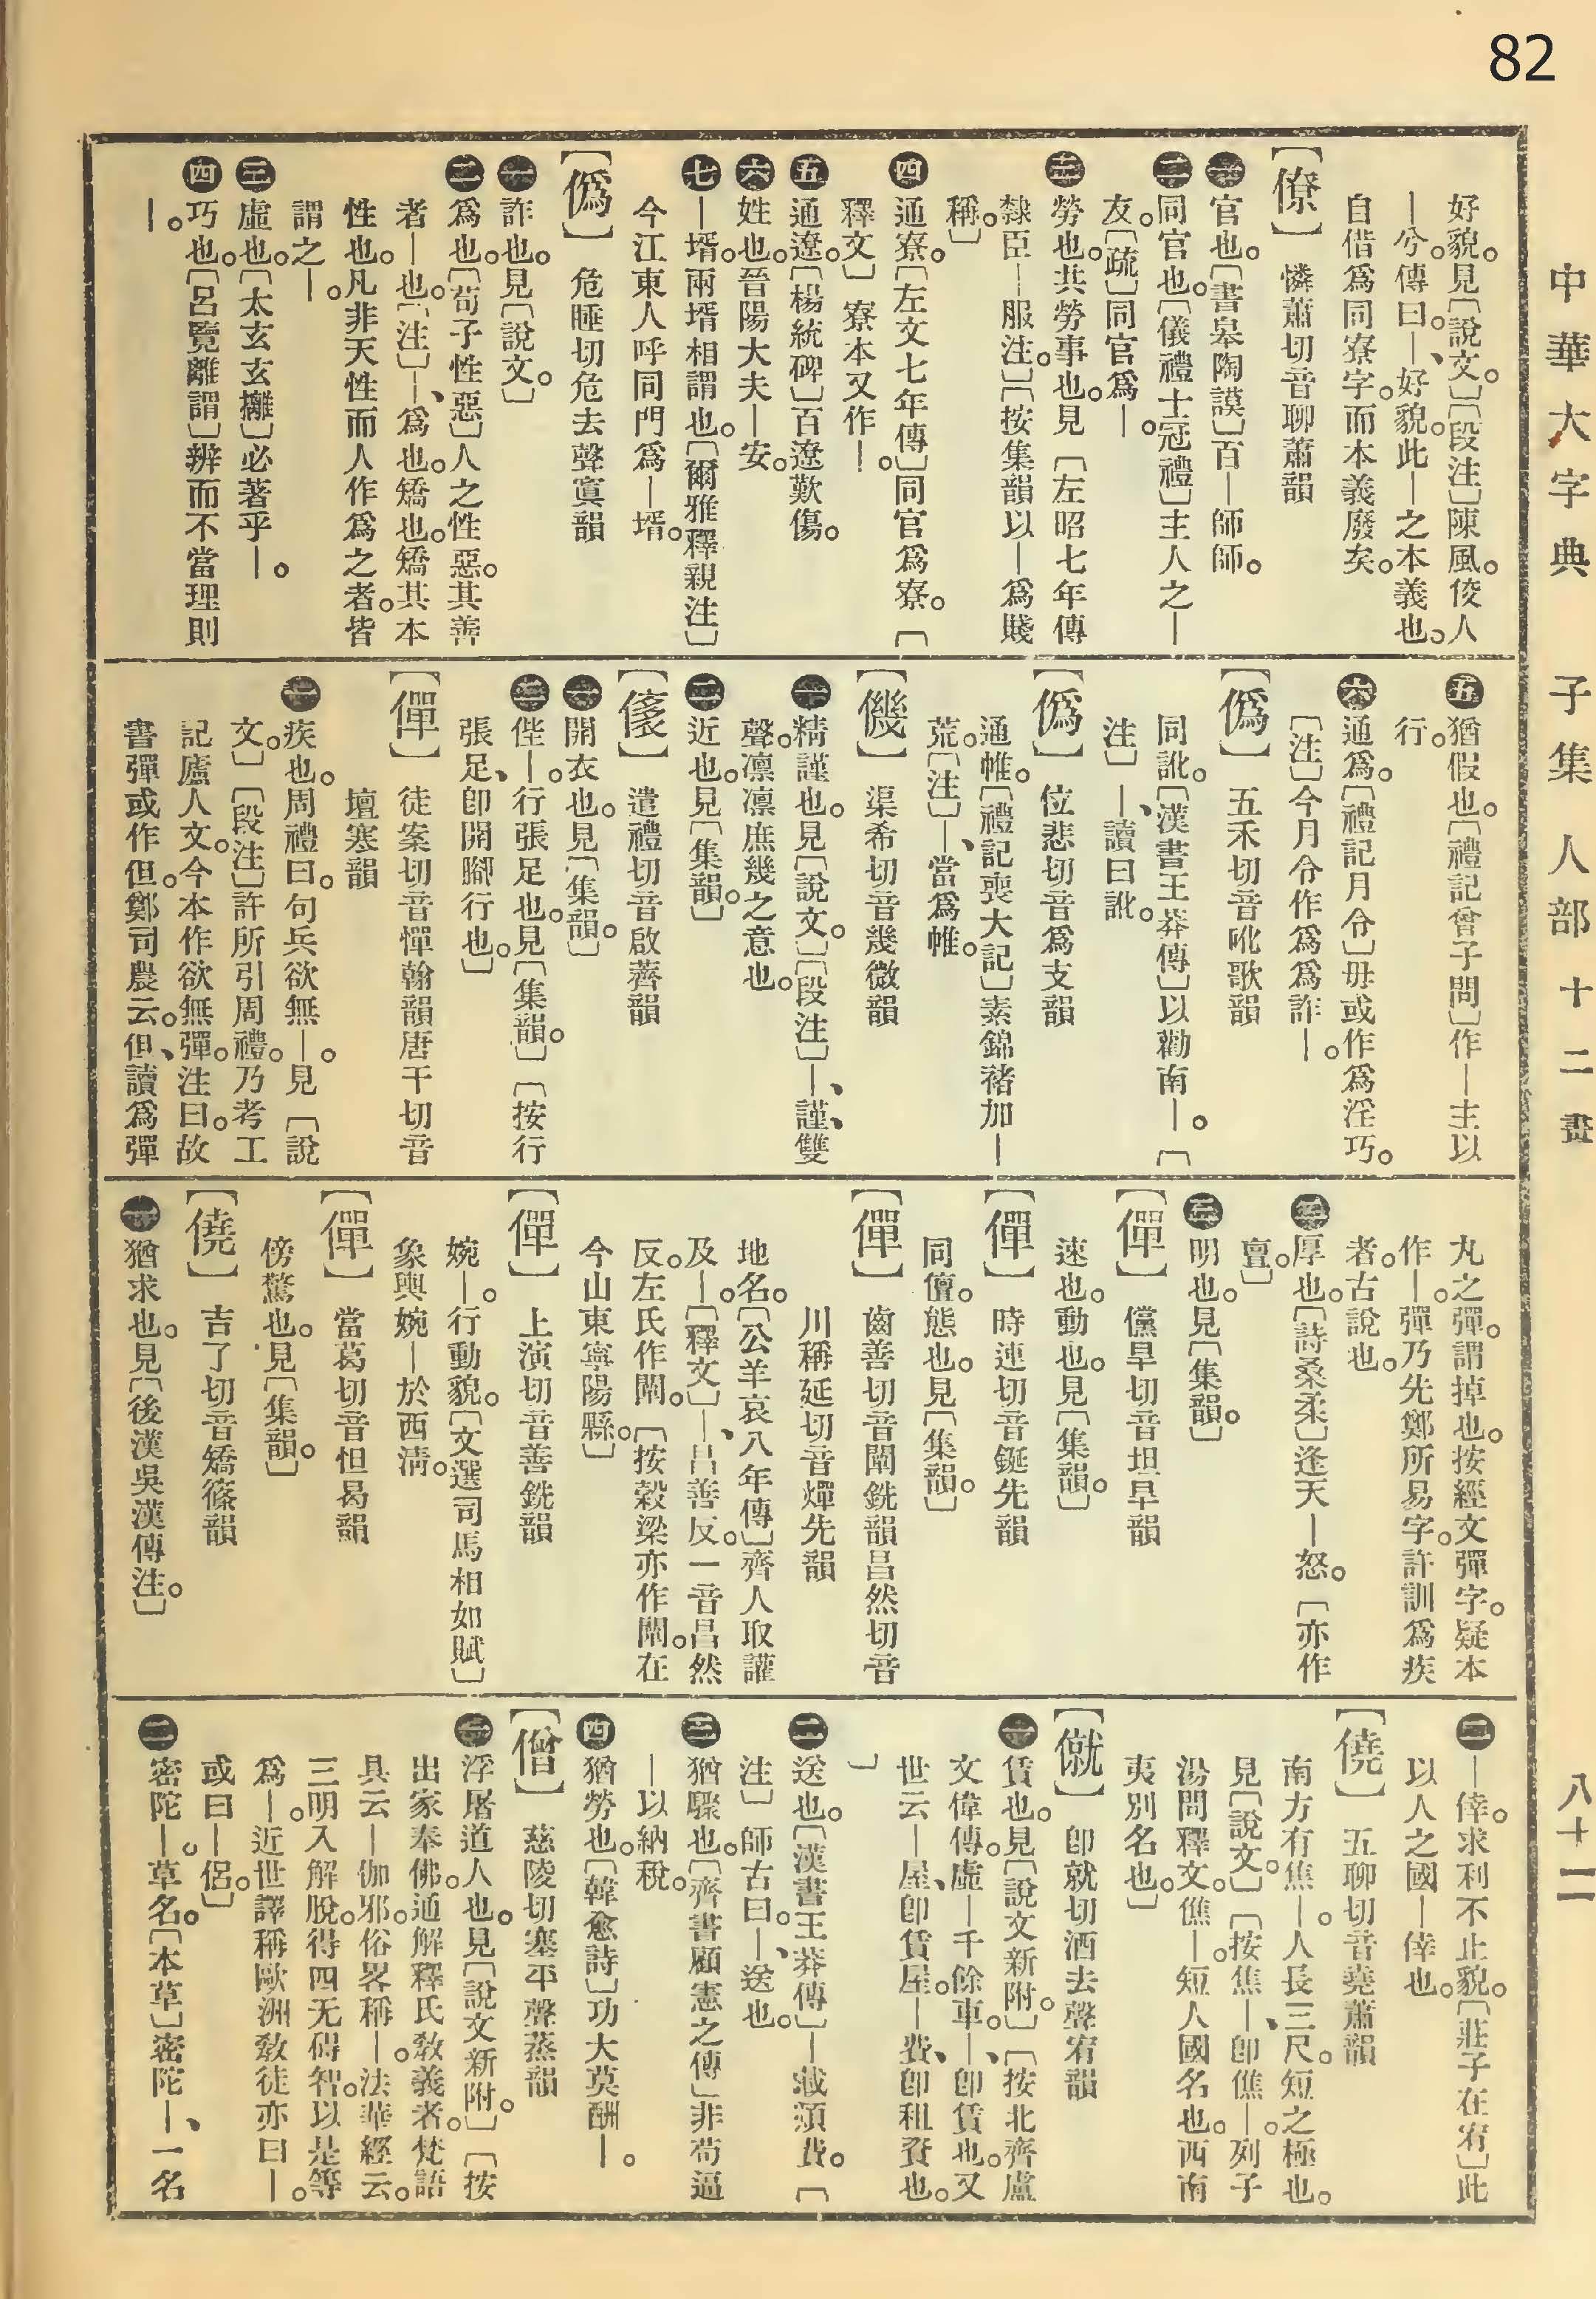 82
中華大字典　子集　人部十二畫　八十二
好貌。見〔說文。〕〔段注〕陳風。佼人
—兮。傳曰。—、好貌。此—之本義也。
自借爲同寮字。而本義廢矣。
【僚】憐蕭切音聊蕭韻
㊀官也。〔書皋陶謨〕百—師師。
㊁同官也。〔儀禮士冠禮〕主人之—
友。〔疏〕同官爲—。
㊂勞也。共勞事也。見〔左昭七年傳
隸臣—服注。〕〔按集韻以—爲賤
稱。〕
㊃通寮。〔左文七年傳〕同官爲寮。〔
釋文〕寮本又作—。
㊄通遼。〔楊統碑〕百遼歎傷。
㊅姓也。晉陽大夫—安。
㊆—壻。兩壻相謂也。〔爾雅釋親注〕
今江東人呼同門爲—壻。
【僞】危睡切危去聲寘韻
㊀詐也。見〔說文。〕
㊁爲也。〔荀子性惡〕人之性惡。其善
者—也。〔注〕—、爲也。矯也。矯其本
性也。凡非天性而人作爲之者。皆
謂之—。
㊂虛也。〔太玄玄攡〕必著乎—。
㊃巧也。〔呂覽離謂〕辨而不當理則
—。
㊄猶假也。〔禮記曾子問〕作—主以
行。
㊅通爲。〔禮記月令〕毋或作爲淫巧。
〔注〕今月令作爲爲詐—。
【僞】五禾切音吪歌韻
同訛。〔漢書王莽傳〕以勸南—。〔
注〕—、讀曰訛。
【僞】位悲切音爲支韻
通帷。〔禮記喪大記〕素錦褚加—
荒。〔注〕—、當爲帷。
【僟】渠希切音幾微韻
㊀精謹也。見〔說文。〕〔段注〕—、謹、雙
聲。凛凛庶幾之意也。
㊁近也。見〔集韻。〕
【傒】遣禮切音啟薺韻
㊀開衣也。見〔集韻。〕
㊁僼—。行張足也。見〔集韻。〕〔按行
張足、卽開腳行也。〕
【僤】徒案切音憚翰韻唐干切音
壇寒韻
㊀疾也。周禮曰。句兵欲無—。見〔說
文。〕〔段注〕許所引周禮。乃考工
記廬人文。今本作欲無彈。注曰。故
書彈或作但。鄭司農云。但、讀爲彈
丸之彈。謂掉也。按經文彈字。疑本
作—。彈乃先鄭所易字。許訓爲疾
者。古說也。
㊁厚也。〔詩桑柔〕逢天—怒。〔亦作
亶。〕
㊂明也。見〔集韻。〕
【僤】儻旱切音坦旱韻
速也。動也。見〔集韻。〕
【僤】時連切音鋋先韻
同儃。態也。見〔集韻。〕
【僤】齒善切音闡銑韻昌然切音
川稱延切音燀先韻
地名。〔公羊哀八年傳〕齊人取讙
及—。〔釋文〕—、昌善反。一音昌然
反。左氏作闡。〔按穀梁亦作闡。在
今山東寧陽縣。〕
【僤】上演切音善銑韻
婉—。行動貌。〔文選司馬相如賦〕
象輿婉—於西淸。
【僤】當葛切音怛曷韻
傍驚也。見〔集韻。〕
【僥】吉了切音矯篠韻
㊀猶求也。見〔後漢吳漢傳注。〕
㊁—倖。求利不止貌。〔莊子在宥〕此
以人之國—倖也。
【僥】五聊切音堯蕭韻
南方有焦—。人長三尺。短之極也。
見〔說文。〕〔按焦—、卽僬—。列子
湯問釋文。僬—。短人國名也。西南
夷別名也。〕
【僦】卽就切酒去聲宥韻
㊀賃也。見〔說文新附。〕〔按北齊盧
文偉傳。虛—千餘車。—、卽賃也。又
世云—屋、卽賃屋。—費、卽租賃也。
〕
㊁送也。〔漢書王莽傳〕—載煩費。〔
注〕師古曰。—、送也。
㊂猶驟也。〔齊書顧憲之傳〕非苟逼
—以納稅。
㊃猶勞也。〔韓愈詩〕功大莫酬—。
【僧】慈陵切塞平聲蒸韻
㊀浮屠道人也。見〔說文新附。〕〔按
出家奉佛。通解釋氏敎義者。梵語
具云—伽邪。俗畧稱—。法華經云。
三明入解脫。得四无碍智。以是等
爲—。近世譯稱歐洲敎徒亦曰—。
或曰—侶。〕
㊁密陀—。草名。〔本草〕密陀—、一名